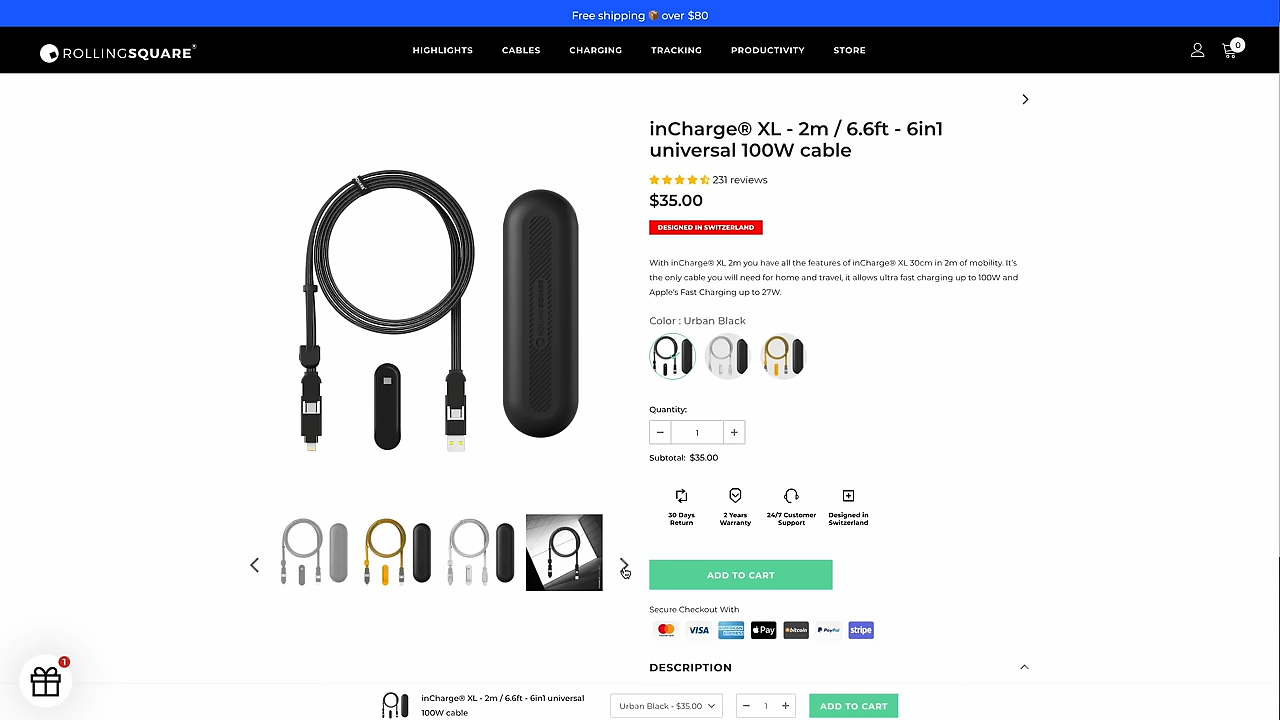 Free shipping 📦 over $80
ROLLINGSQUARE®
HIGHLIGHTS
CABLES
CHARGING
TRACKING
PRODUCTIVITY
STORE
0
inCharge® XL - 2m / 6.6ft - 6in1
universal 100W cable
231 reviews
$35.00
DESIGNED IN SWITZERLAND
With inCharge® XL 2m you have all the features of inCharge® XL 30cm in 2m of mobility. It's
the only cable you will need for home and travel, it allows ultra fast charging up to 100W and
Apple's Fast Charging up to 27W.
Color : Urban Black
Quantity:
− 1 +
Subtotal: $35.00
30 Days
Return
2 Years
Warranty
24/7 Customer
Support
Designed in
Switzerland
ADD TO CART
Secure Checkout With
mastercard
VISA
AMERICAN EXPRESS
Pay
bitcoin
PayPal
stripe
DESCRIPTION
1
inCharge® XL - 2m / 6.6ft - 6in1 universal
100W cable
Urban Black - $35.00
− 1 +
ADD TO CART